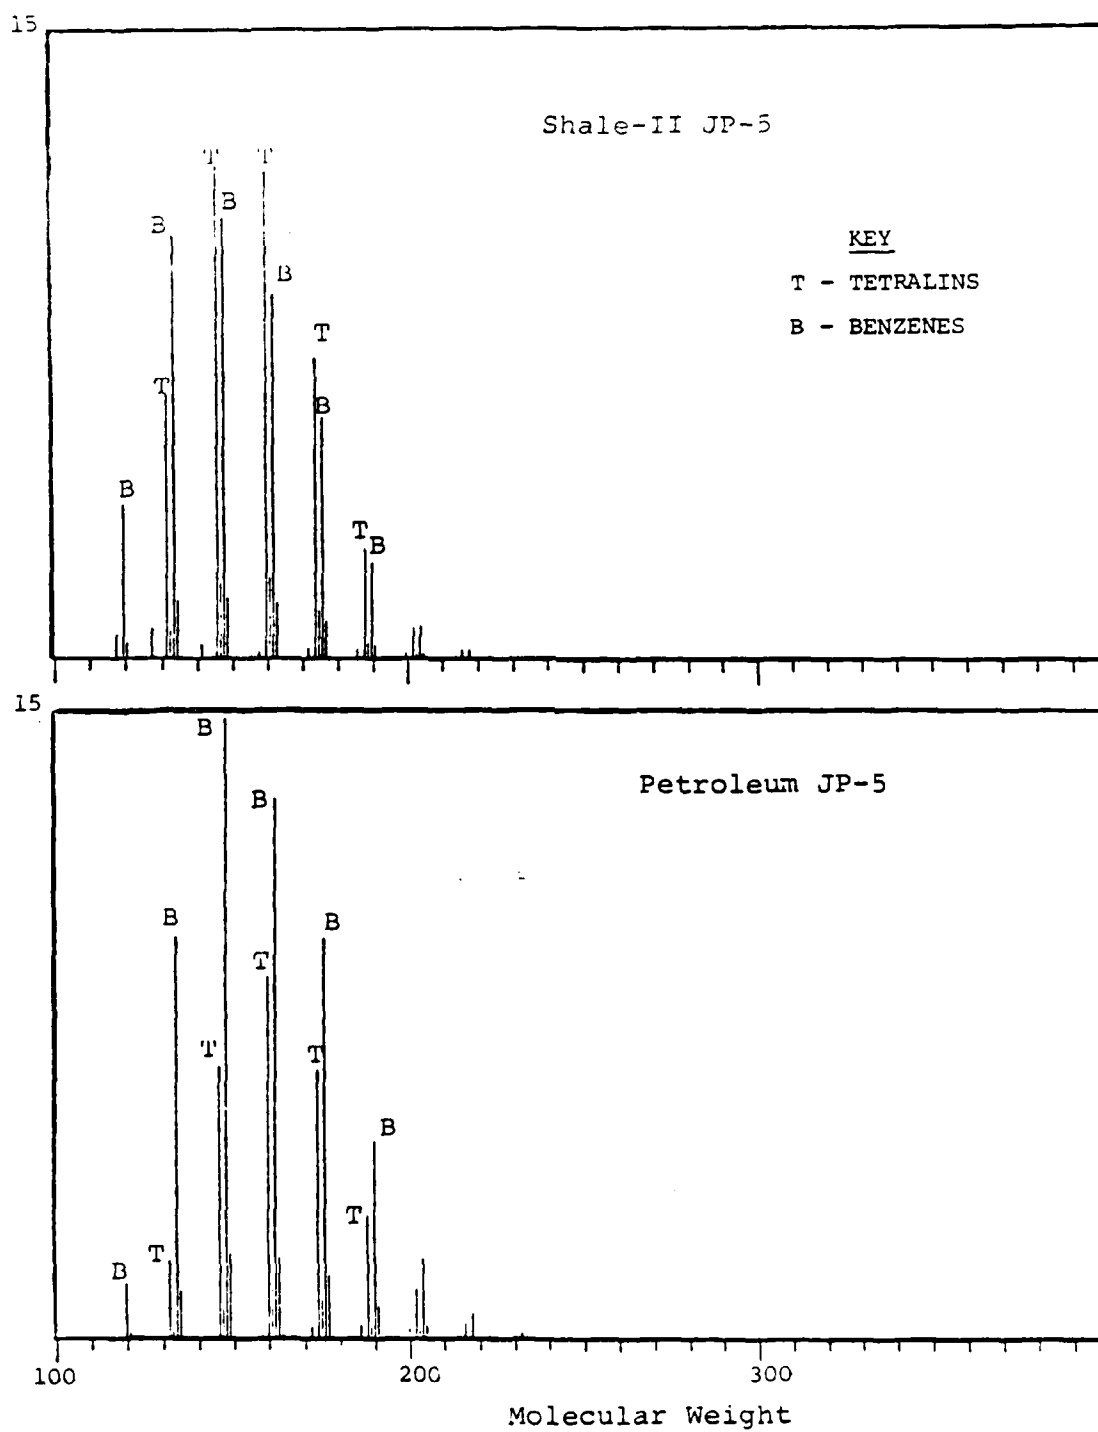 15
Shale-II JP-5
T T
B B
KEY
B
T - TETRALINS
B - BENZENES
T
T
B
B
T
B
15
B
Petroleum JP-5
B
B B
T
T T
B
T
T
B
100 200 300
Molecular Weight